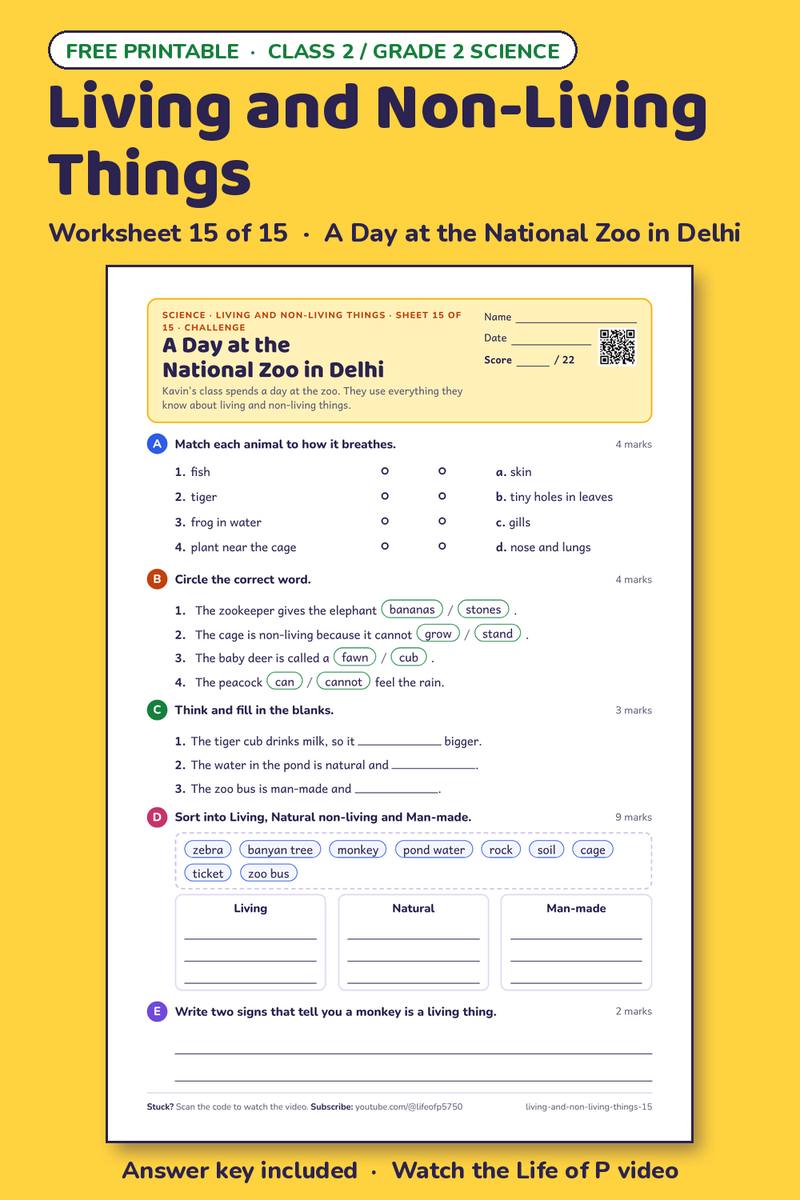 FREE PRINTABLE · CLASS 2 / GRADE 2 SCIENCE
Living and Non-Living
Things
Worksheet 15 of 15 · A Day at the National Zoo in Delhi
SCIENCE · LIVING AND NON-LIVING THINGS · SHEET 15 OF
15 · CHALLENGE
A Day at the
National Zoo in Delhi
Kavin's class spends a day at the zoo. They use everything they
know about living and non-living things.
Name
Date
Score / 22
A Match each animal to how it breathes. 4 marks
1. fish a. skin
2. tiger b. tiny holes in leaves
3. frog in water c. gills
4. plant near the cage d. nose and lungs
B Circle the correct word. 4 marks
1. The zookeeper gives the elephant bananas / stones .
2. The cage is non-living because it cannot grow / stand .
3. The baby deer is called a fawn / cub .
4. The peacock can / cannot feel the rain.
C Think and fill in the blanks. 3 marks
1. The tiger cub drinks milk, so it ____________ bigger.
2. The water in the pond is natural and ____________.
3. The zoo bus is man-made and ____________.
D Sort into Living, Natural non-living and Man-made. 9 marks
zebra banyan tree monkey pond water rock soil cage
ticket zoo bus
Living Natural Man-made
E Write two signs that tell you a monkey is a living thing. 2 marks
Stuck? Scan the code to watch the video. Subscribe: youtube.com/@lifeofp5750 living-and-non-living-things-15
Answer key included · Watch the Life of P video